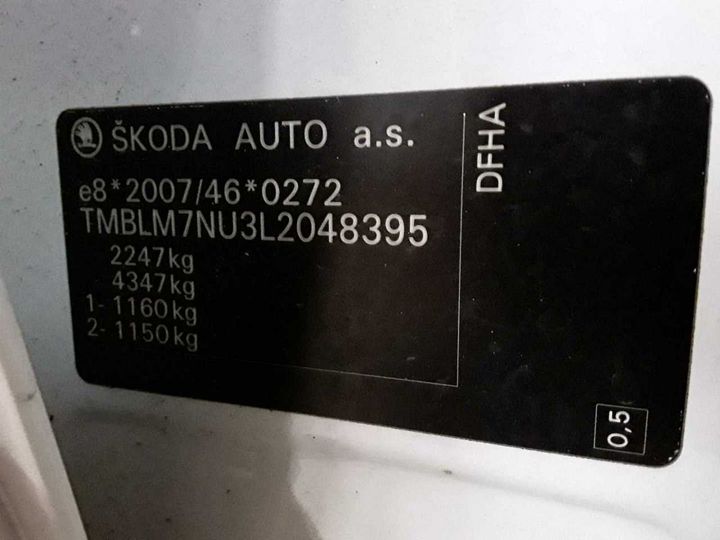 ŠKODA AUTO a.s.
e8*2007/46*0272
TMBLM7NU3L2048395
2247kg
4347kg
1- 1160kg
2- 1150kg
DFHA
0,5